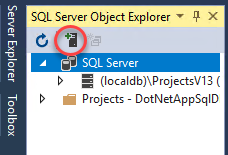 Server Explorer
Toolbox
SQL Server Object Explorer
SQL Server
(localdb)\ProjectsV13 (
Projects - DotNetAppSqlD